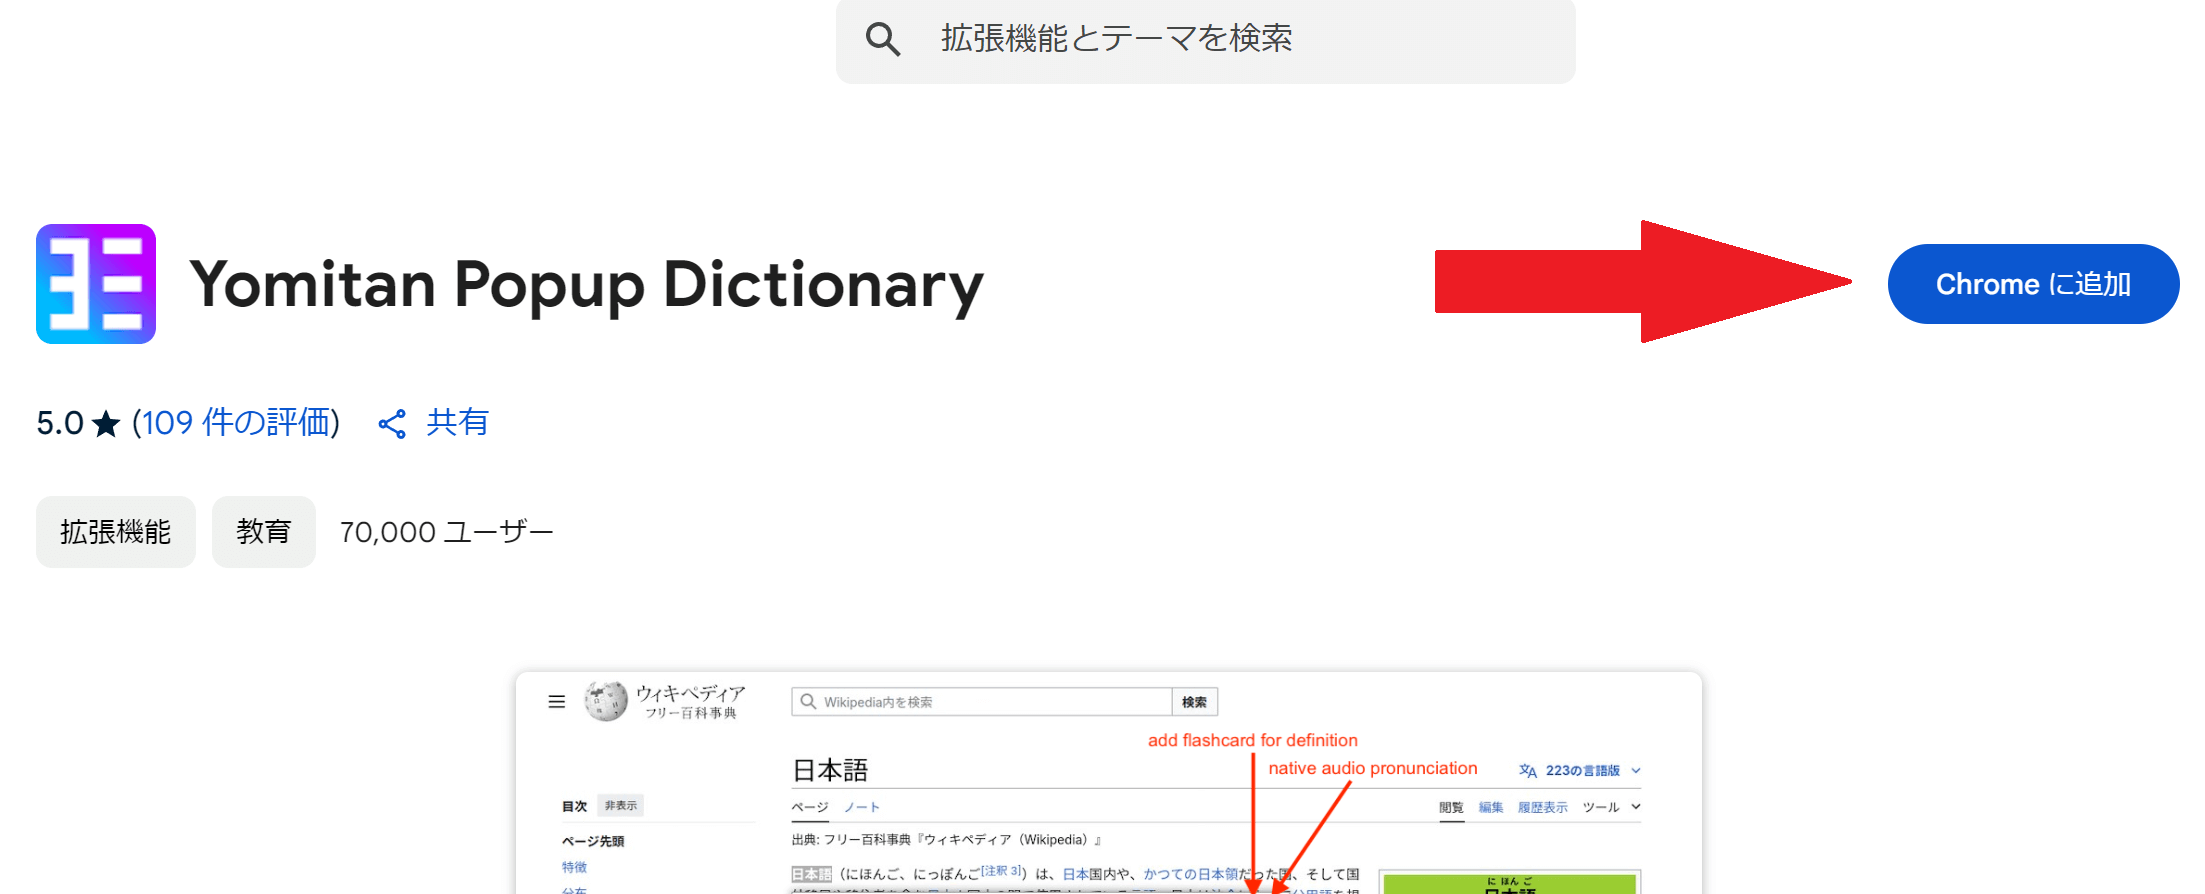 拡張機能とテーマを検索
Yomitan Popup Dictionary
Chrome に追加
5.0 ★ (109 件の評価) 共有
拡張機能 教育 70,000 ユーザー
ウィキペディア
フリー百科事典
Wikipedia内を検索 検索
add flashcard for definition
native audio pronunciation
日本語
223の言語版
目次 非表示
ページ ノート
閲覧 編集 履歴表示 ツール
ページ先頭
出典: フリー百科事典『ウィキペディア（Wikipedia）』
特徴
日本語（にほんご、にっぽんご[注釈 3]）は、日本国内や、かつての日本領だった国、そして国
にほんご
日本語
分布